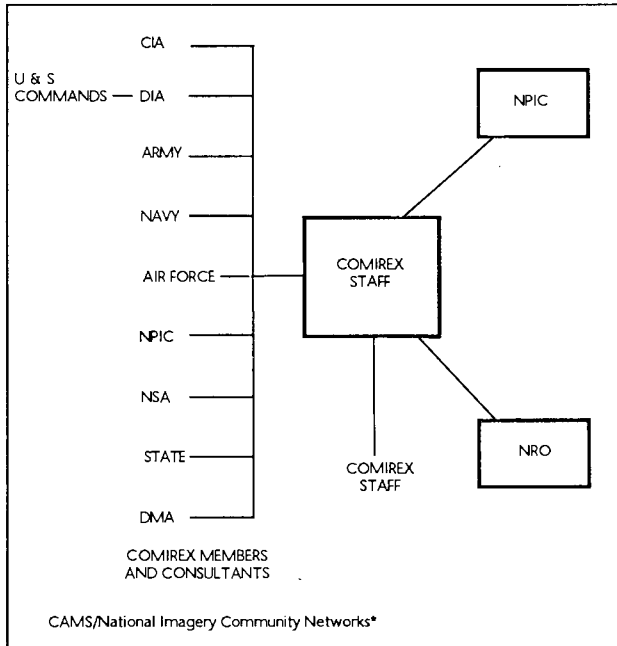 CIA
U & S
COMMANDS
DIA
ARMY
NAVY
AIR FORCE
NPIC
NSA
STATE
DMA
COMIREX MEMBERS
AND CONSULTANTS
COMIREX
STAFF
NPIC
NRO
COMIREX
STAFF
CAMS/National Imagery Community Networks*